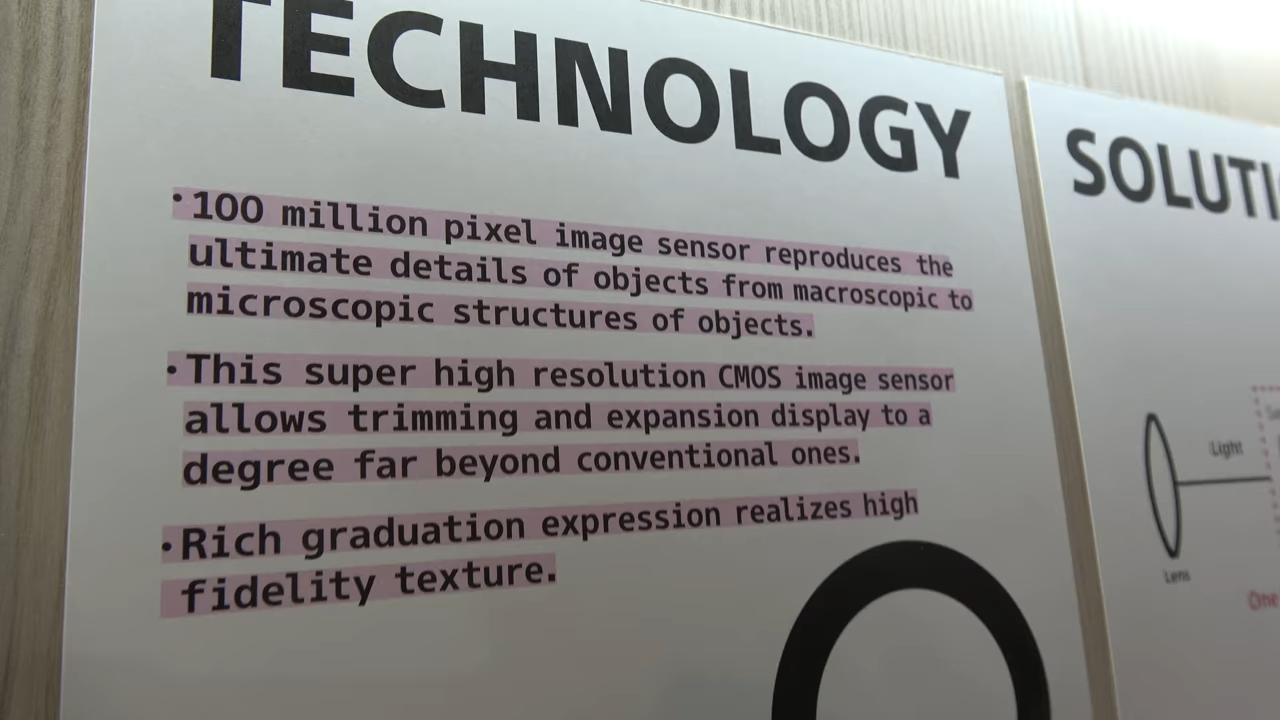 TECHNOLOGY
・100 million pixel image sensor reproduces the
ultimate details of objects from macroscopic to
microscopic structures of objects.
・This super high resolution CMOS image sensor
allows trimming and expansion display to a
degree far beyond conventional ones.
・Rich graduation expression realizes high
fidelity texture.
SOLUTI
Light
Lens
One